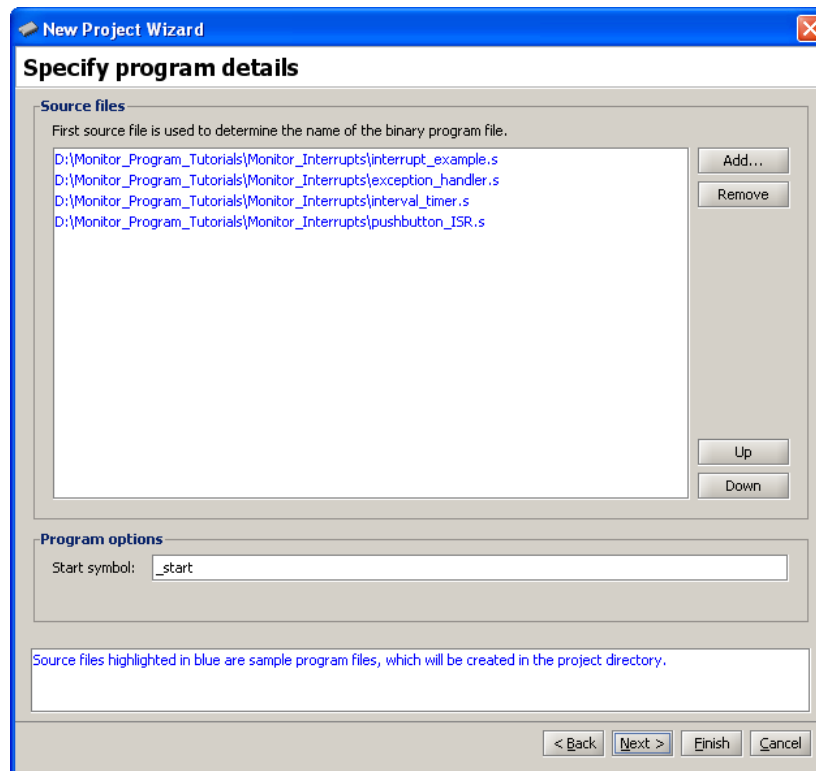 New Project Wizard
Specify program details
Source files
First source file is used to determine the name of the binary program file.
D:\Monitor_Program_Tutorials\Monitor_Interrupts\interrupt_example.s
D:\Monitor_Program_Tutorials\Monitor_Interrupts\exception_handler.s
D:\Monitor_Program_Tutorials\Monitor_Interrupts\interval_timer.s
D:\Monitor_Program_Tutorials\Monitor_Interrupts\pushbutton_ISR.s
Add...
Remove
Up
Down
Program options
Start symbol: _start
Source files highlighted in blue are sample program files, which will be created in the project directory.
< Back Next > Finish Cancel